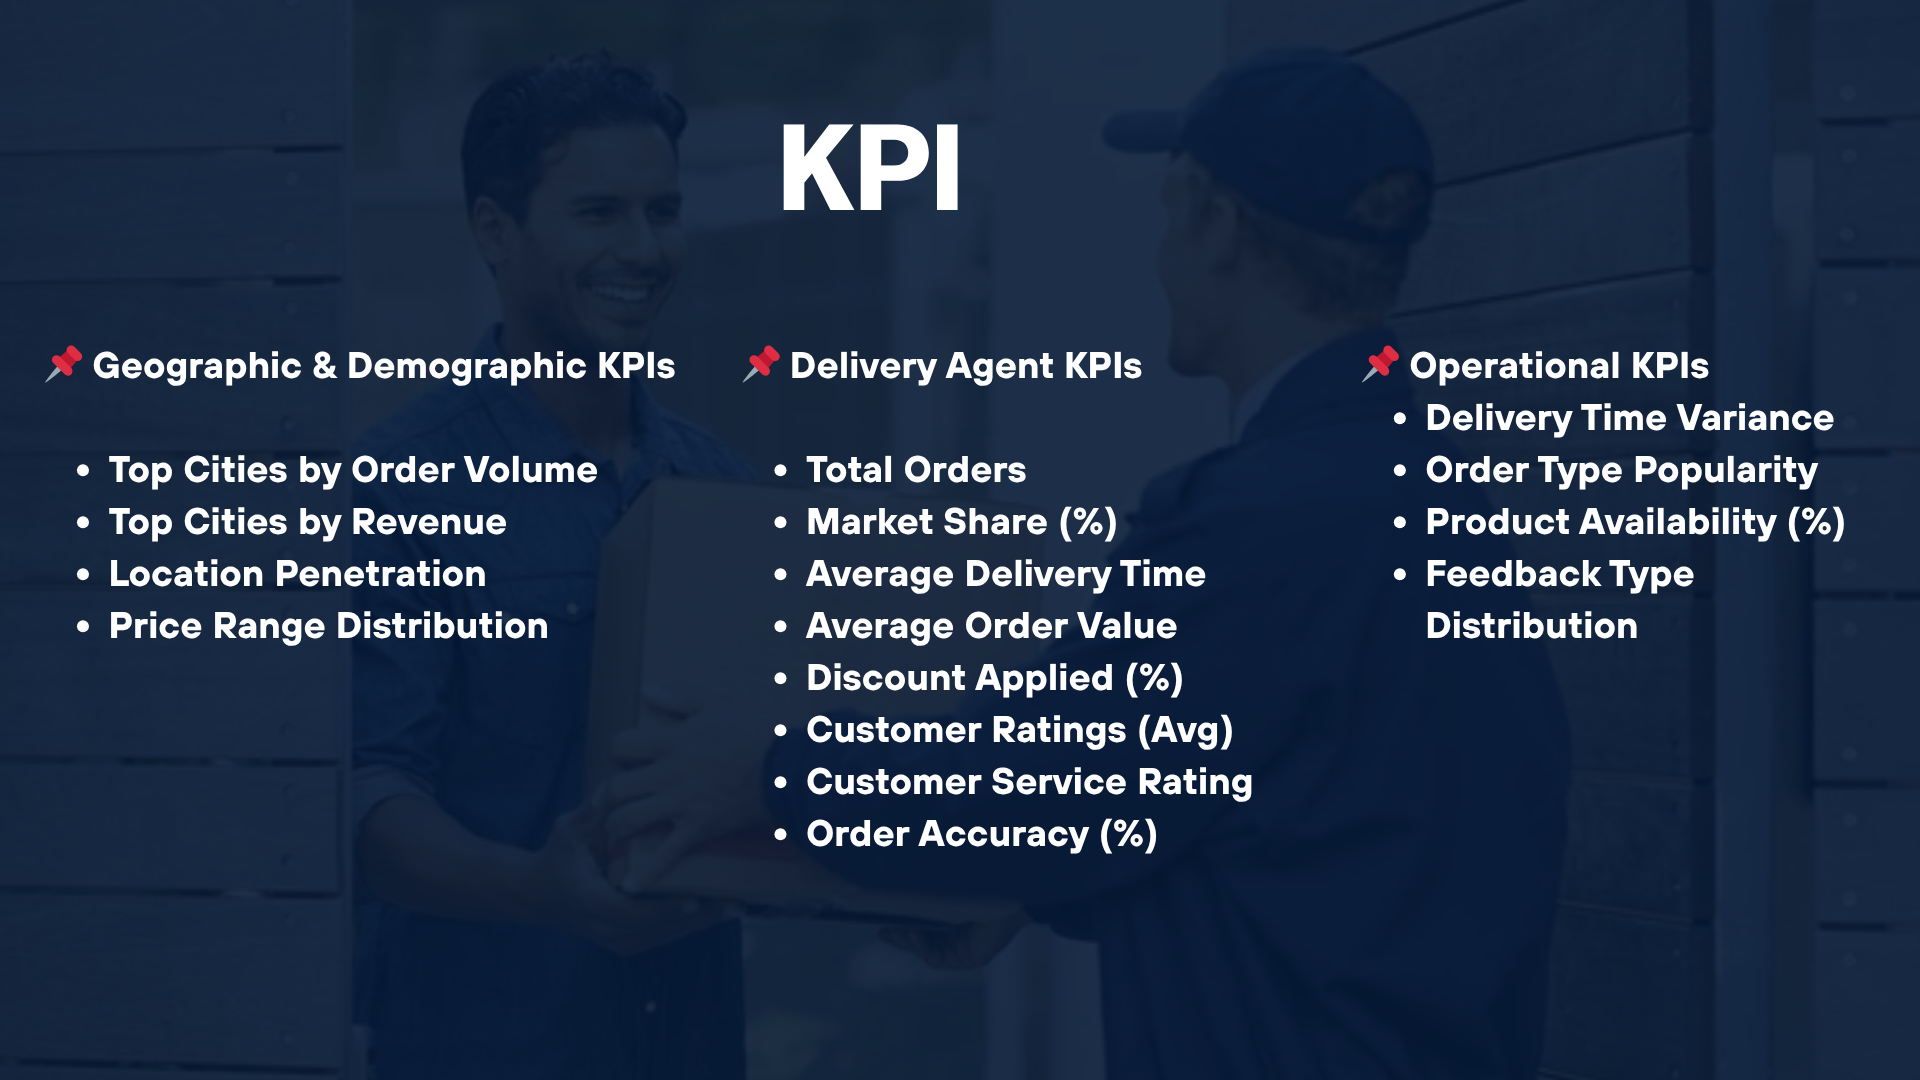 KPI
📌 Geographic & Demographic KPIs
• Top Cities by Order Volume
• Top Cities by Revenue
• Location Penetration
• Price Range Distribution
📌 Delivery Agent KPIs
• Total Orders
• Market Share (%)
• Average Delivery Time
• Average Order Value
• Discount Applied (%)
• Customer Ratings (Avg)
• Customer Service Rating
• Order Accuracy (%)
📌 Operational KPIs
• Delivery Time Variance
• Order Type Popularity
• Product Availability (%)
• Feedback Type
Distribution